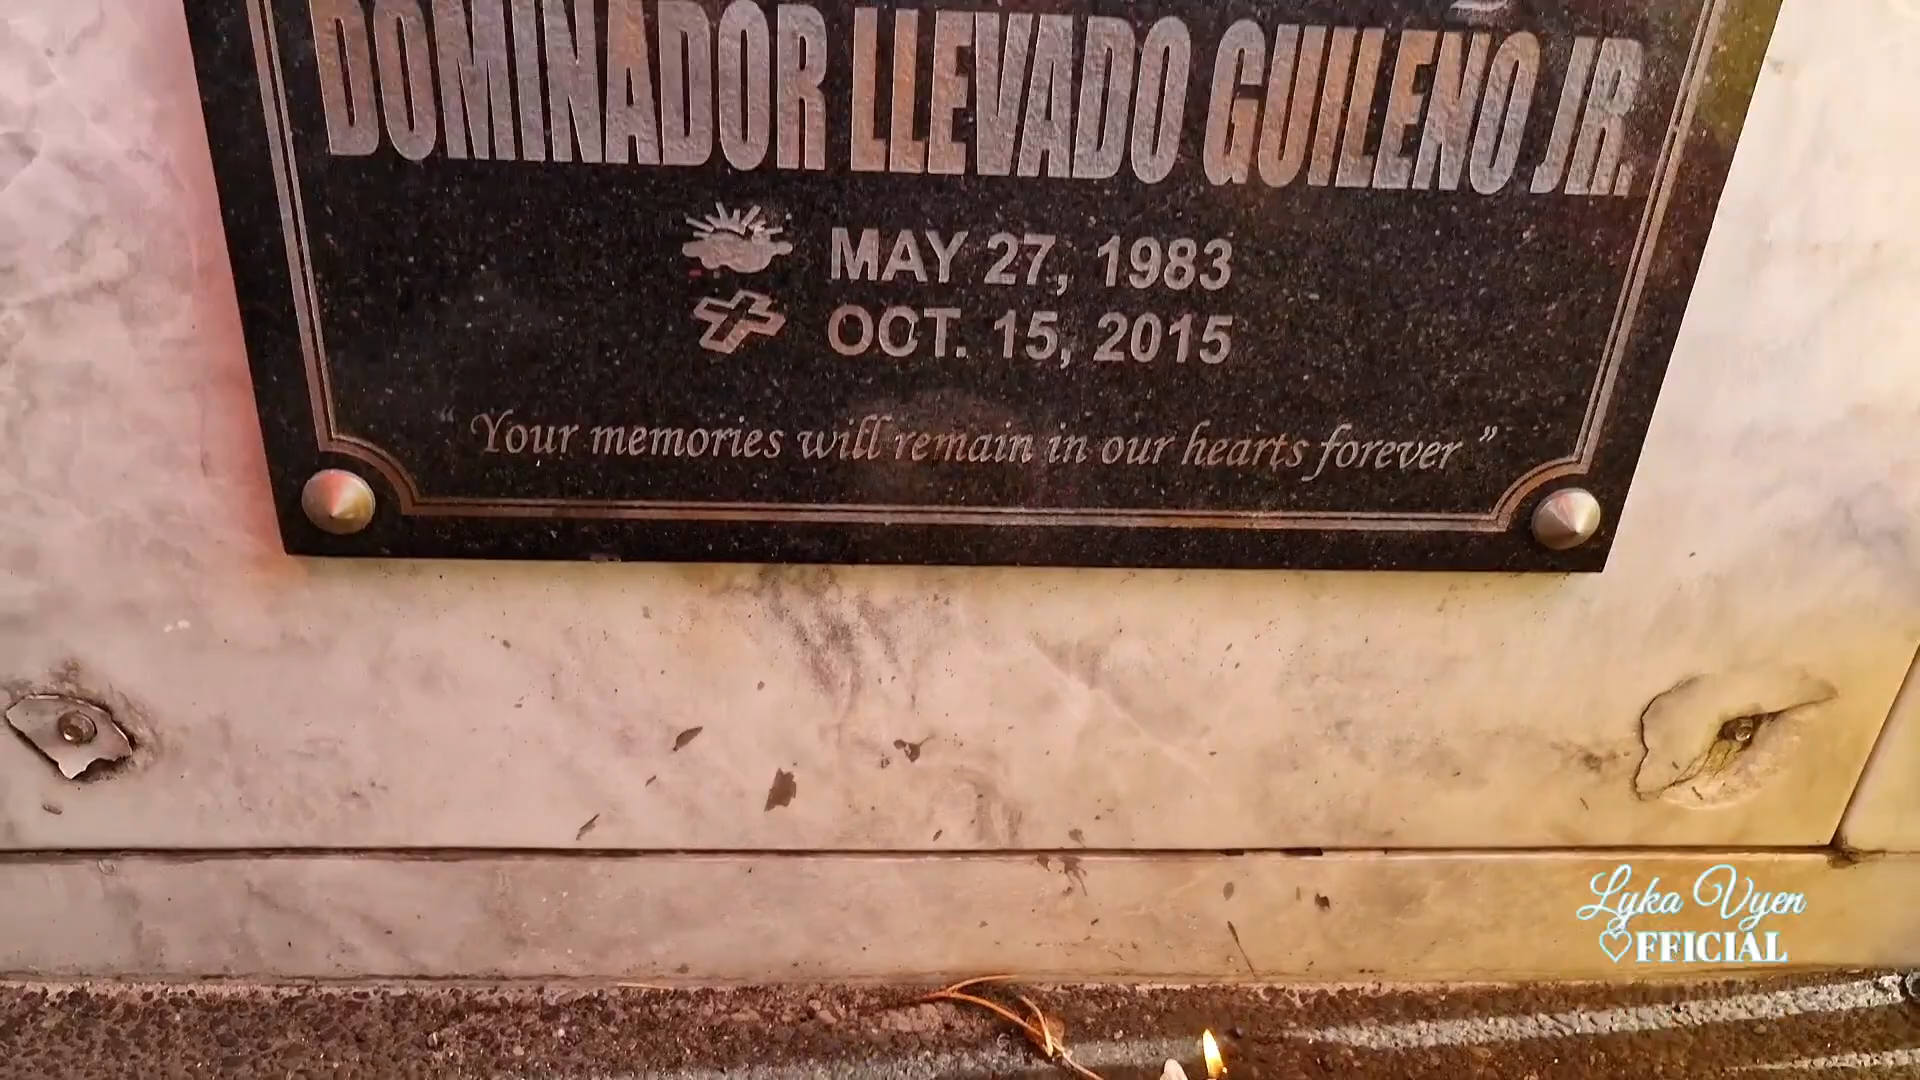 DOMINADOR LLEVADO GUILENO JR.
MAY 27, 1983
OCT. 15, 2015
“Your memories will remain in our hearts forever”
Lyka Vyen
OFFICIAL